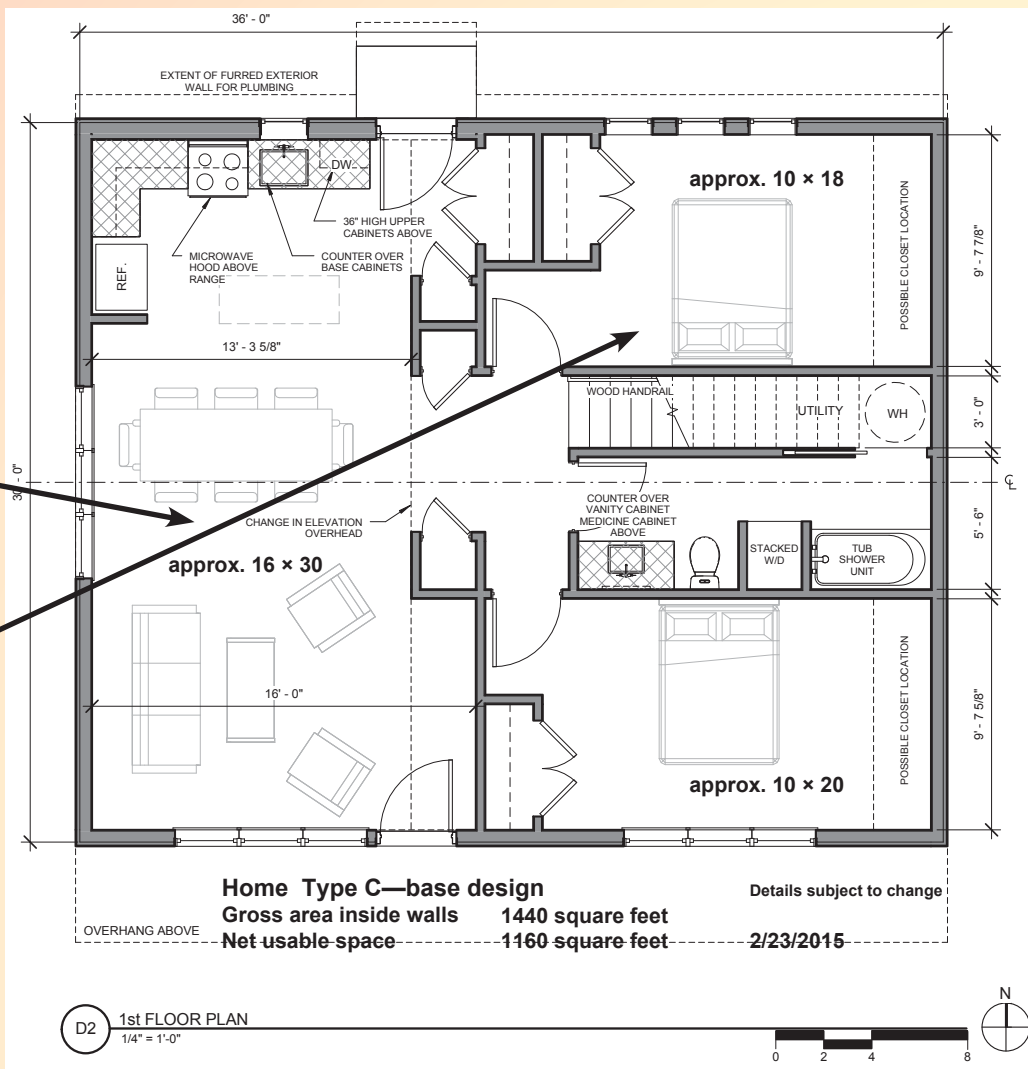 36' - 0"
EXTENT OF FURRED EXTERIOR
WALL FOR PLUMBING
DW
36" HIGH UPPER
CABINETS ABOVE
MICROWAVE
HOOD ABOVE
RANGE
COUNTER OVER
BASE CABINETS
REF.
approx. 10 × 18
POSSIBLE CLOSET LOCATION
9' - 7 7/8"
13' - 3 5/8"
WOOD HANDRAIL
UTILITY
WH
3' - 0"
30' - 0"
CHANGE IN ELEVATION
OVERHEAD
COUNTER OVER
VANITY CABINET
MEDICINE CABINET
ABOVE
STACKED
W/D
TUB
SHOWER
UNIT
5' - 6"
CL
approx. 16 × 30
16' - 0"
POSSIBLE CLOSET LOCATION
9' - 7 5/8"
approx. 10 × 20
Home Type C—base design
Details subject to change
Gross area inside walls 1440 square feet
OVERHANG ABOVE
Net usable space 1160 square feet 2/23/2015
D2
1st FLOOR PLAN
1/4" = 1'-0"
0 2 4 8
N